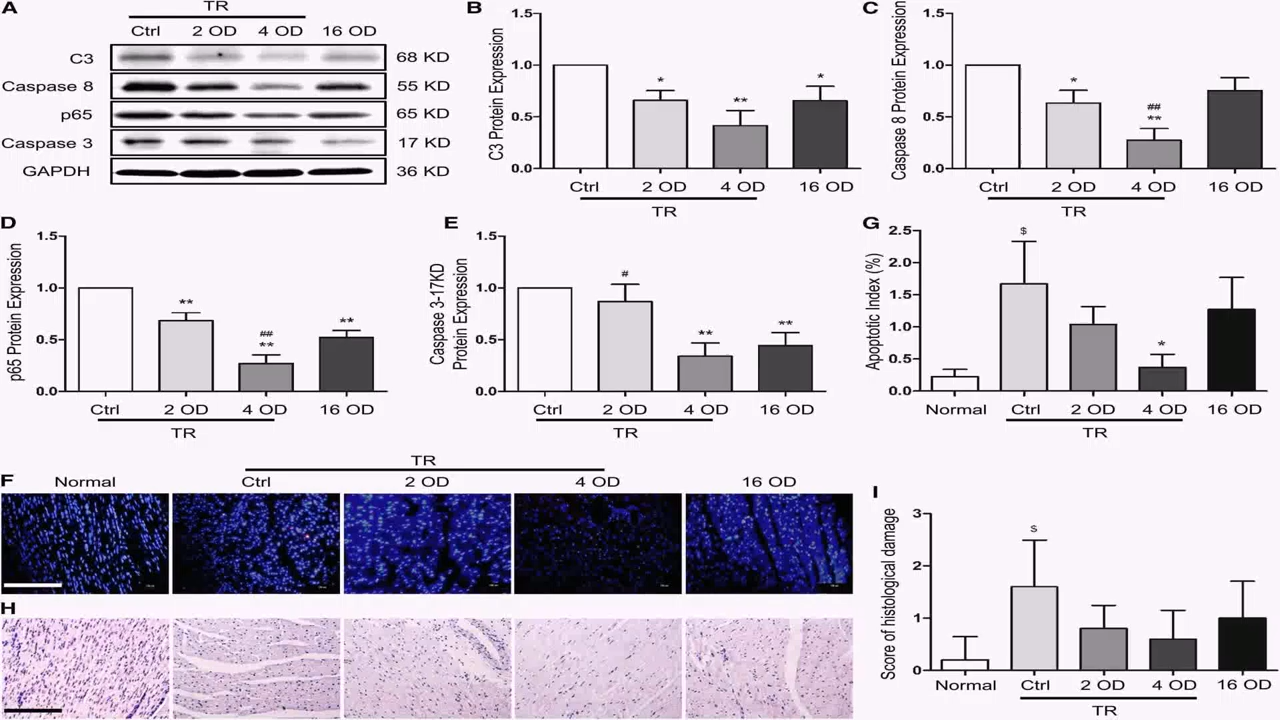 A
TR
Ctrl 2 OD 4 OD 16 OD
C3 68 KD
Caspase 8 55 KD
p65 65 KD
Caspase 3 17 KD
GAPDH 36 KD
B
C3 Protein Expression
1.5
1.0
0.5
0.0
* ** *
Ctrl 2 OD 4 OD 16 OD
TR
C
Caspase 8 Protein Expression
1.5
1.0
0.5
0.0
*
##
**
Ctrl 2 OD 4 OD 16 OD
TR
D
p65 Protein Expression
1.5
1.0
0.5
0.0
**
##
**
**
Ctrl 2 OD 4 OD 16 OD
TR
E
Caspase 3-17KD
Protein Expression
1.5
1.0
0.5
0.0
# ** **
Ctrl 2 OD 4 OD 16 OD
TR
G
Apoptotic Index (%)
2.5
2.0
1.5
1.0
0.5
0.0
$
*
Normal Ctrl 2 OD 4 OD 16 OD
TR
F
TR
Normal Ctrl 2 OD 4 OD 16 OD
H
I
Score of histological damage
3
2
1
0
$
Normal Ctrl 2 OD 4 OD 16 OD
TR